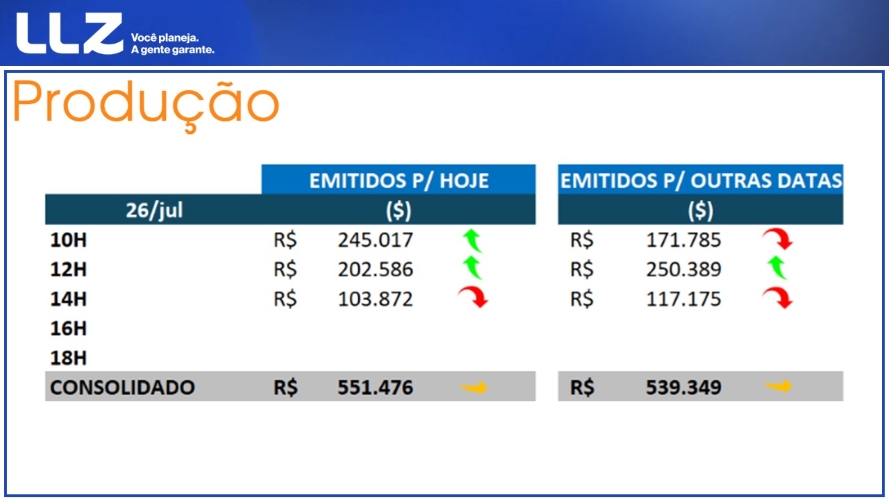 LLZ
Você planeja.
A gente garante.
Produção
EMITIDOS P/ HOJE EMITIDOS P/ OUTRAS DATAS
26/jul ($) ($)
10H R$ 245.017 R$ 171.785
12H R$ 202.586 R$ 250.389
14H R$ 103.872 R$ 117.175
16H
18H
CONSOLIDADO R$ 551.476 R$ 539.349